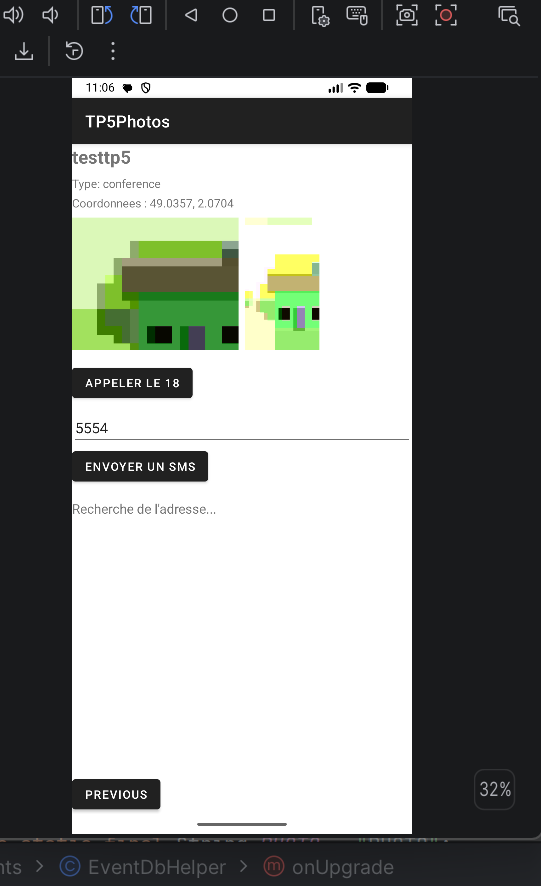 11:06
TP5Photos
testtp5
Type: conference
Coordonnees : 49.0357, 2.0704
APPELER LE 18
5554
ENVOYER UN SMS
Recherche de l'adresse...
PREVIOUS
32%
nts > C EventDbHelper > m onUpgrade